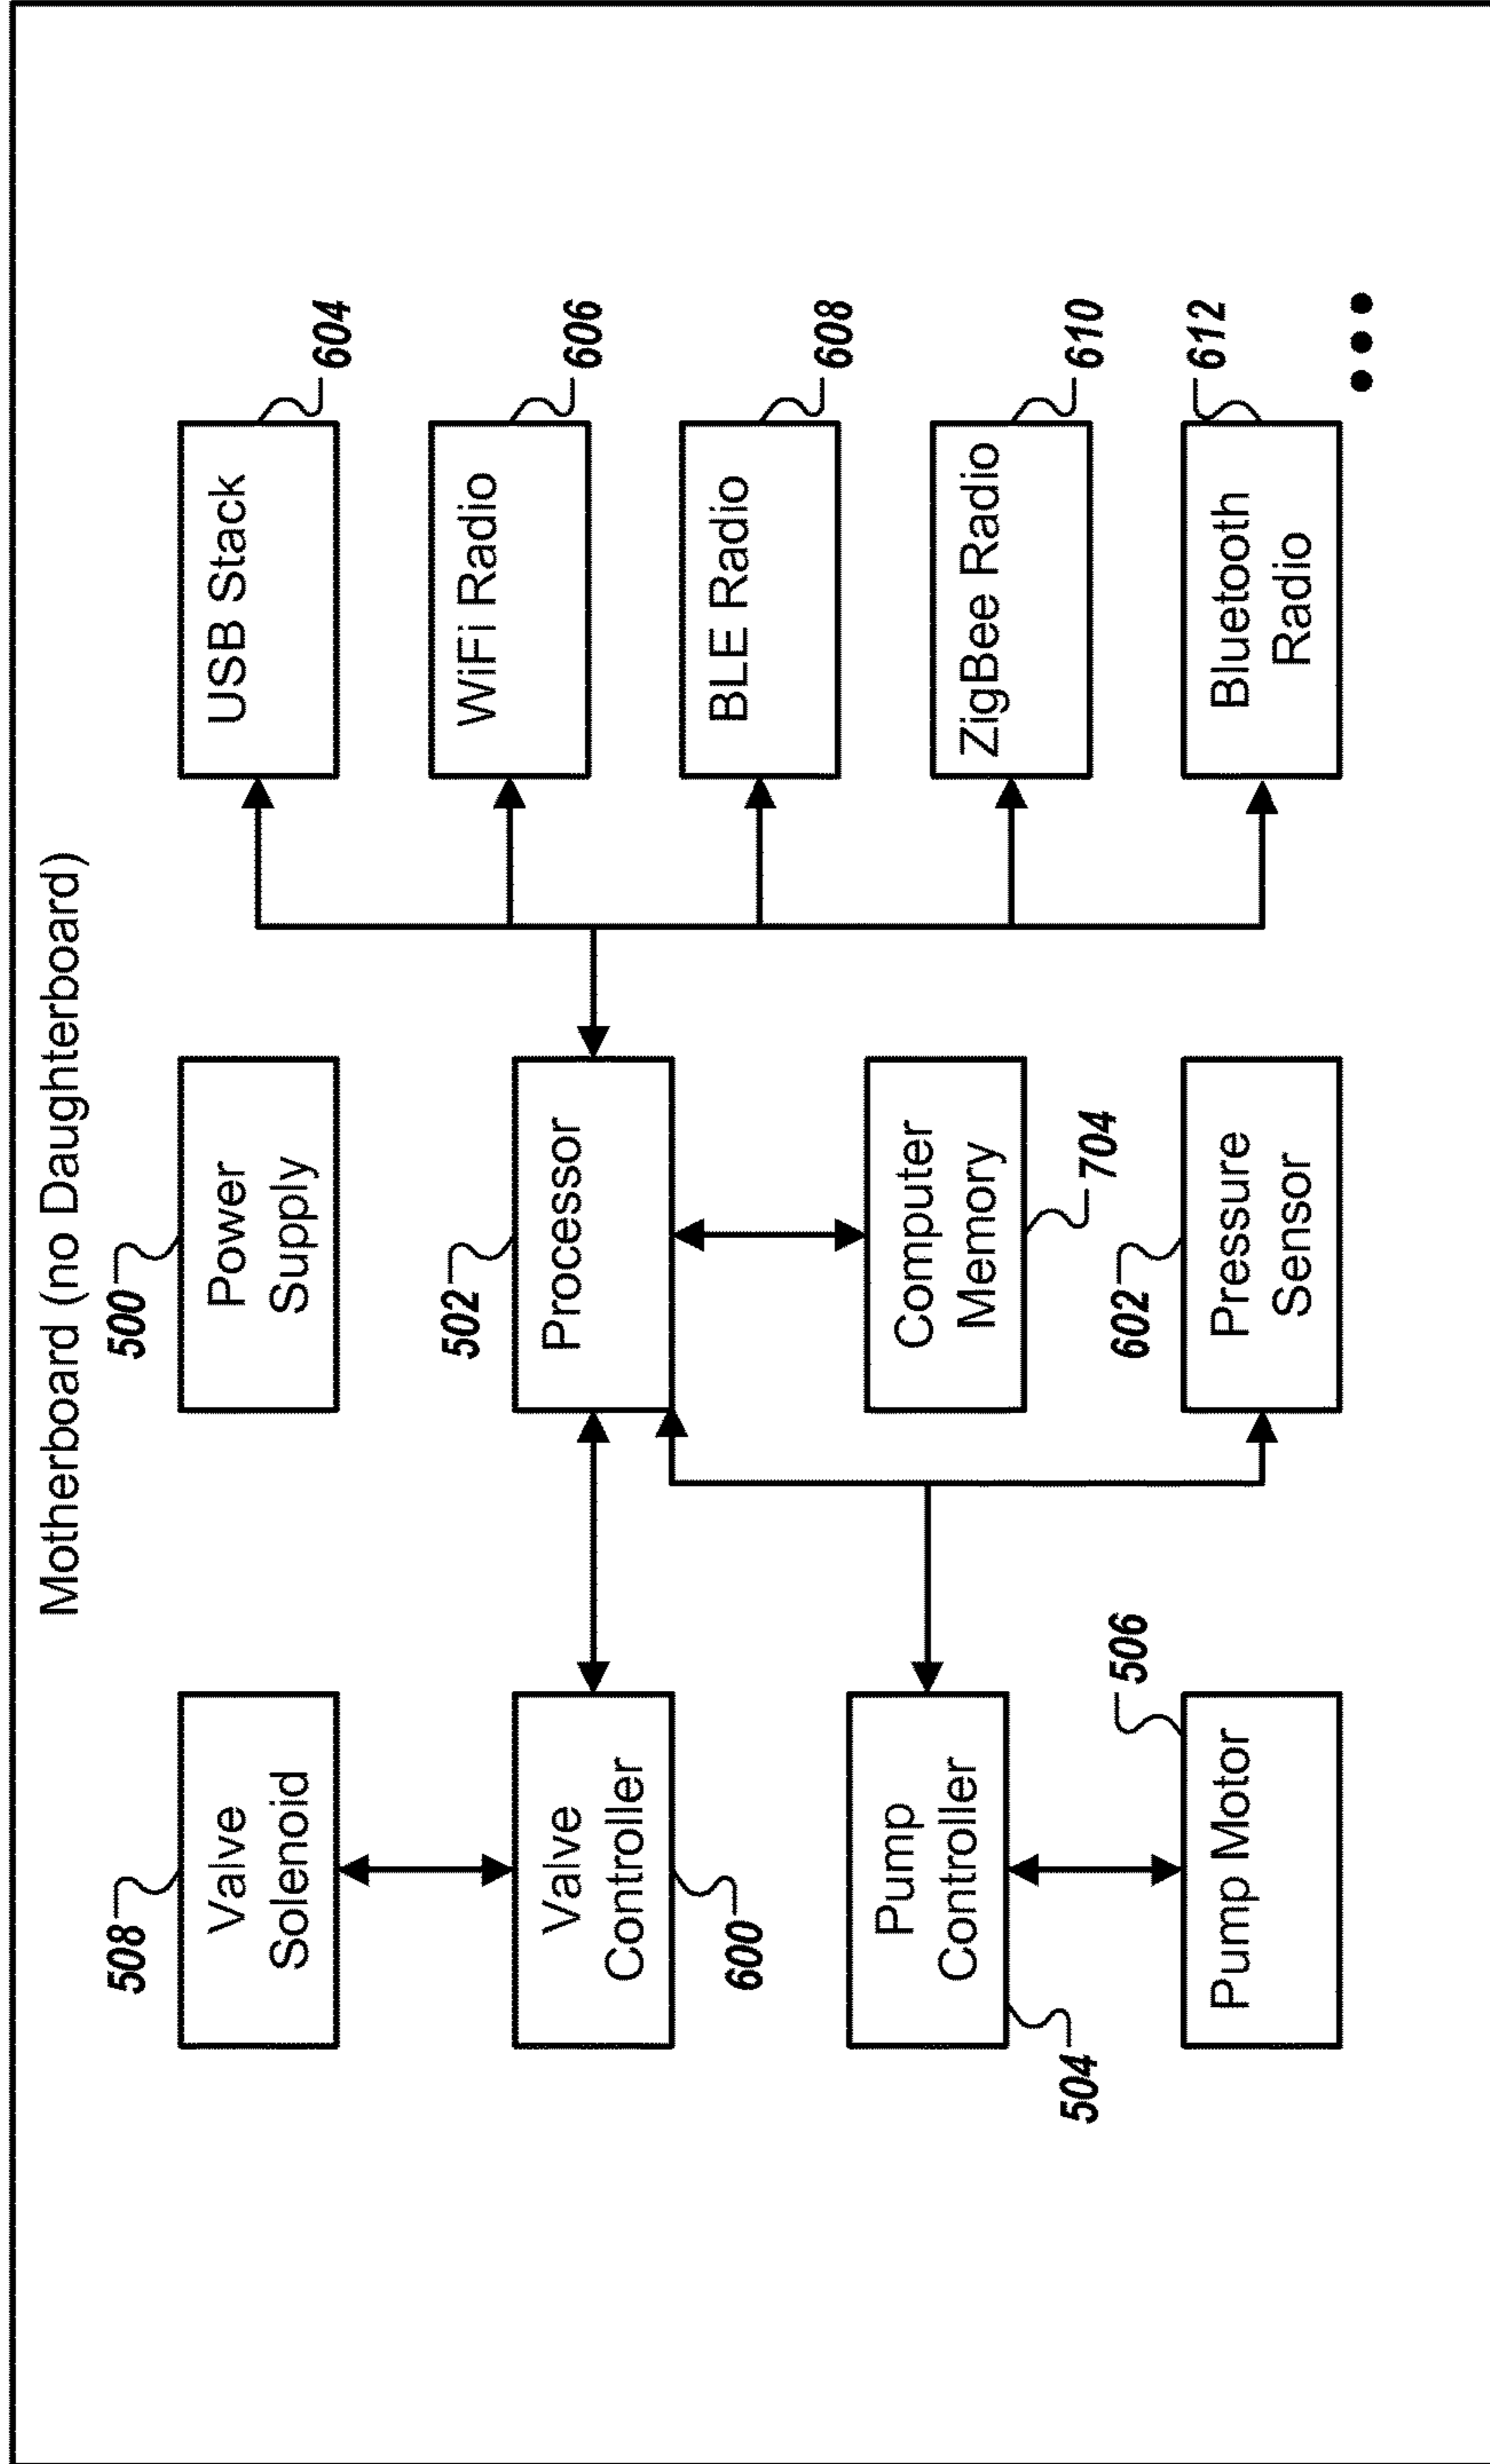 Motherboard (no Daughterboard)
508
Valve
Solenoid
500
Power
Supply
USB Stack
604
WiFi Radio
606
Valve
Controller
600
502
Processor
BLE Radio
608
Pump
Controller
504
Computer
Memory
704
ZigBee Radio
610
506
Pump Motor
602
Pressure
Sensor
612
Bluetooth
Radio